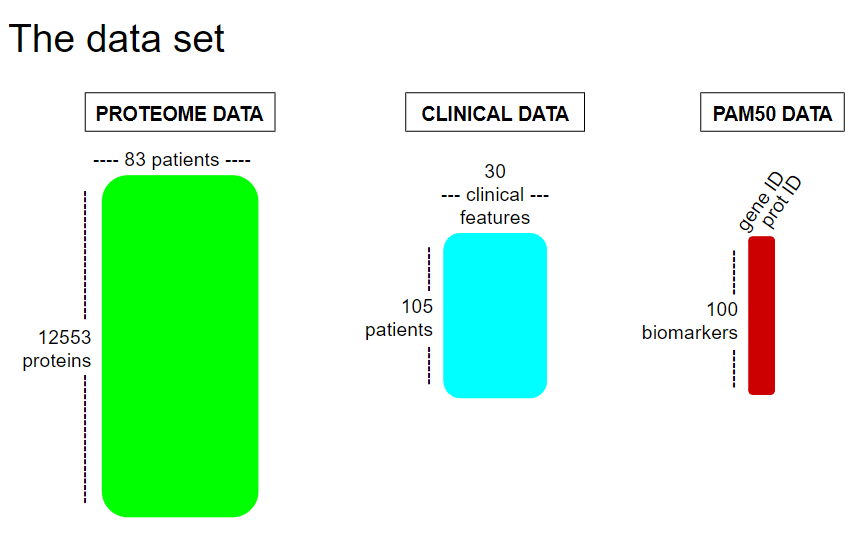 The data set
PROTEOME DATA
---- 83 patients ----
12553
proteins
CLINICAL DATA
30
--- clinical ---
features
105
patients
PAM50 DATA
gene ID
prot ID
100
biomarkers